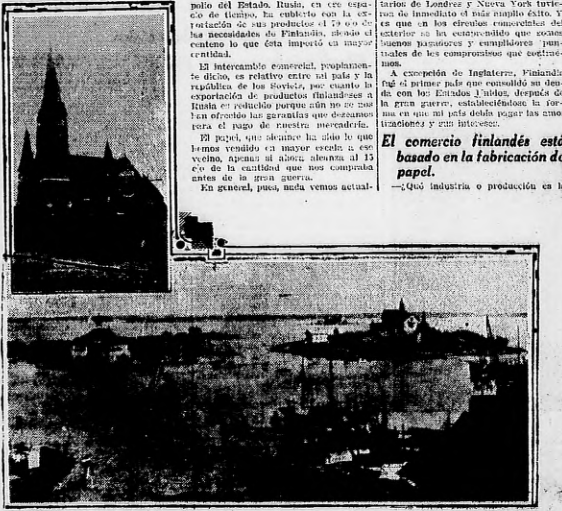 polio del Estado. Rusia, en ese espa-
cio de tiempo, ha cubierto con la ex-
portación de sus productos el 79 o|o de
las necesidades de Finlandia, siendo el
centeno lo que ésta importó en mayor
cantidad.
El intercambio comercial, propiamen-
te dicho, es relativo entre mi país y la
república de los Soviets, por cuanto la
exportación de productos finlandeses a
Rusia es reducido porque aún no se nos
han ofrecido las garantías que deseamos
para el pago de nuestra mercadería.
El papel, que siempre ha sido lo que
hemos vendido en mayor escala a ese
vecino, apenas si ahora alcanza al 15
o|o de la cantidad que nos compraba
antes de la gran guerra.
En general, pues, nada vemos actual-
tarios de Londres y Nueva York tuvie-
ron de inmediato el más amplio éxito. Y
es que en los círculos comerciales del
exterior se ha comprendido que somos
buenos pagadores y cumplidores pun-
tuales de los compromisos que contrae-
mos.
A excepción de Inglaterra, Finlandia
fué el primer país que consolidó su deu-
da con los Estados Unidos, después de
la gran guerra, estableciéndose la for-
ma en que mi país debía pagar las amor
tizaciones y sus intereses.
El comercio finlandés está
basado en la fabricación de
papel.
—¿Qué industria o producción es la